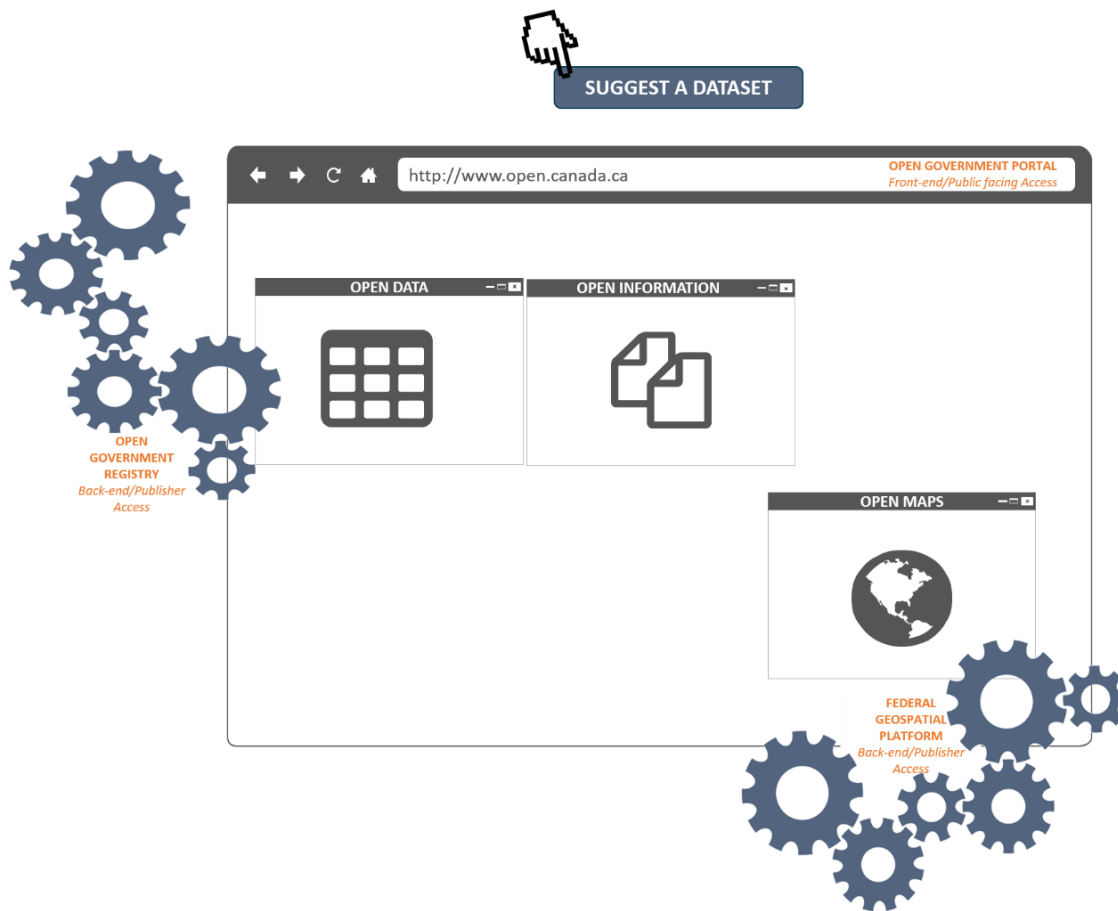 SUGGEST A DATASET
http://www.open.canada.ca
OPEN GOVERNMENT PORTAL
Front-end/Public facing Access
OPEN DATA
OPEN INFORMATION
OPEN
GOVERNMENT
REGISTRY
Back-end/Publisher
Access
OPEN MAPS
FEDERAL
GEOSPATIAL
PLATFORM
Back-end/Publisher
Access